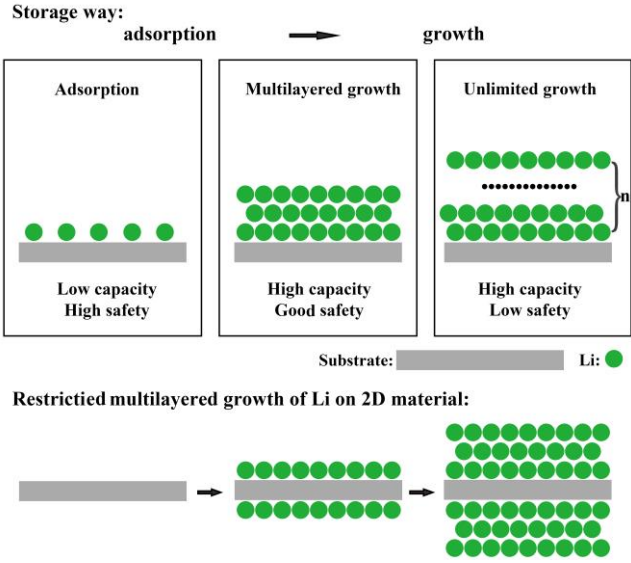 Storage way:
adsorption growth
Adsorption
Multilayered growth
Unlimited growth
n
Low capacity
High safety
High capacity
Good safety
High capacity
Low safety
Substrate: Li:
Restrictied multilayered growth of Li on 2D material: